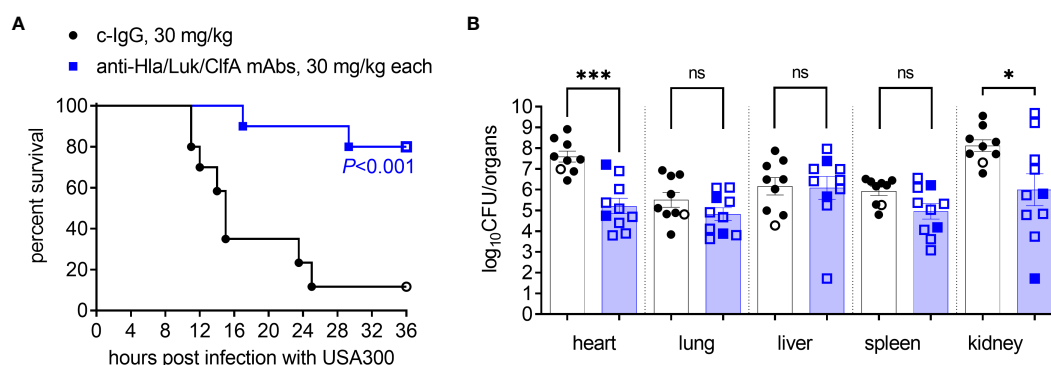 A
c-IgG, 30 mg/kg
anti-Hla/Luk/ClfA mAbs, 30 mg/kg each
percent survival
100
80
60
40
20
0
P<0.001
0 4 8 12 16 20 24 28 32 36
hours post infection with USA300
B
*** ns ns ns *
log10CFU/organs
10
9
8
7
6
5
4
3
2
1
0
heart lung liver spleen kidney